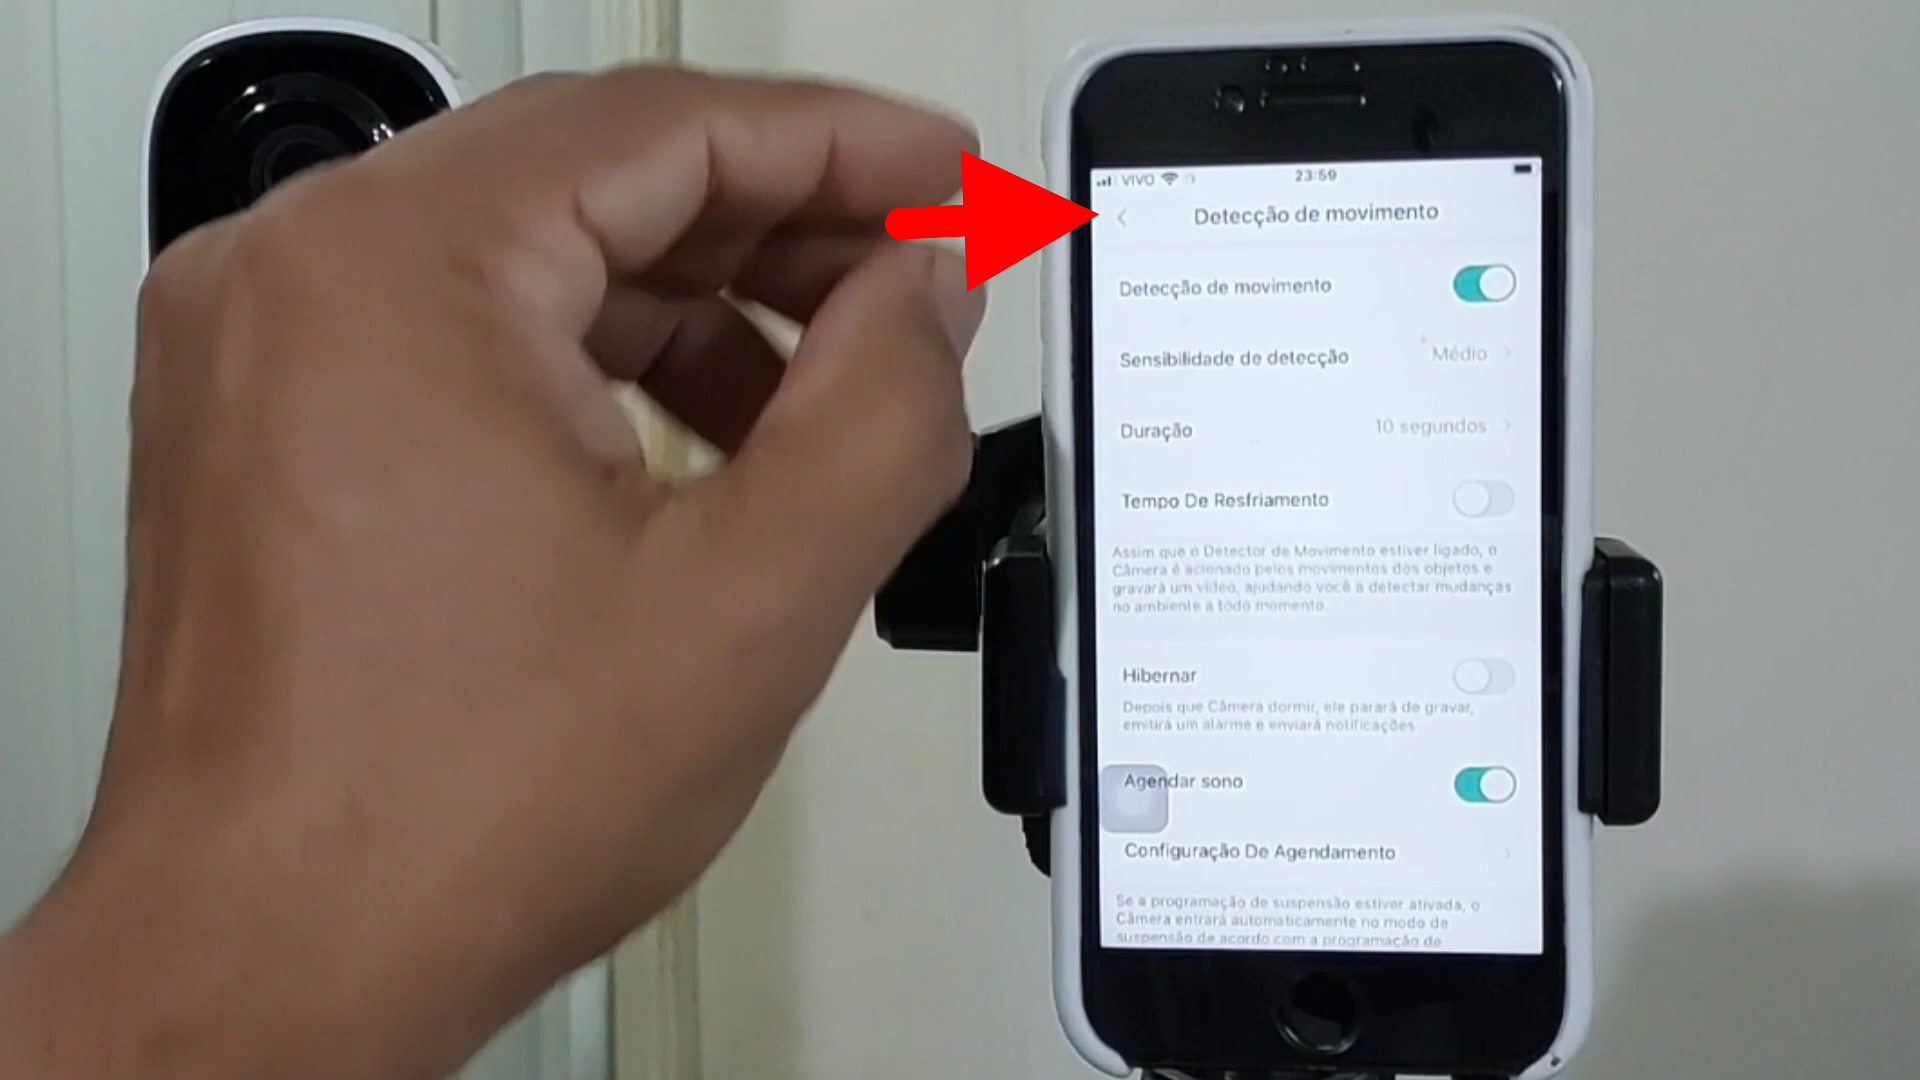 VIVO 23:59
Detecção de movimento
Detecção de movimento
Sensibilidade de detecção Médio
Duração 10 segundos
Tempo De Resfriamento
Assim que o Detector de Movimento estiver ligado, o
Câmera é acionado pelos movimentos dos objetos e
gravará um vídeo, ajudando você a detectar mudanças
no ambiente a todo momento.
Hibernar
Depois que Câmera dormir, ele parará de gravar,
emitirá um alarme e enviará notificações
Agendar sono
Configuração De Agendamento
Se a programação de suspensão estiver ativada, o
Câmera entrará automaticamente no modo de
suspensão de acordo com a programação de